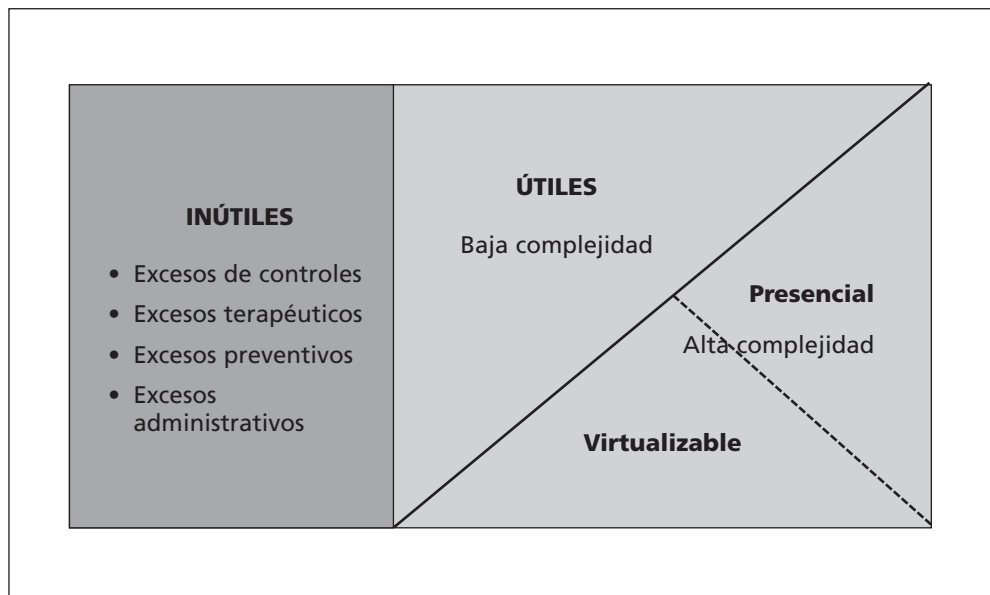 INÚTILES
• Excesos de controles
• Excesos terapéuticos
• Excesos preventivos
• Excesos
administrativos
ÚTILES
Baja complejidad
Presencial
Alta complejidad
Virtualizable